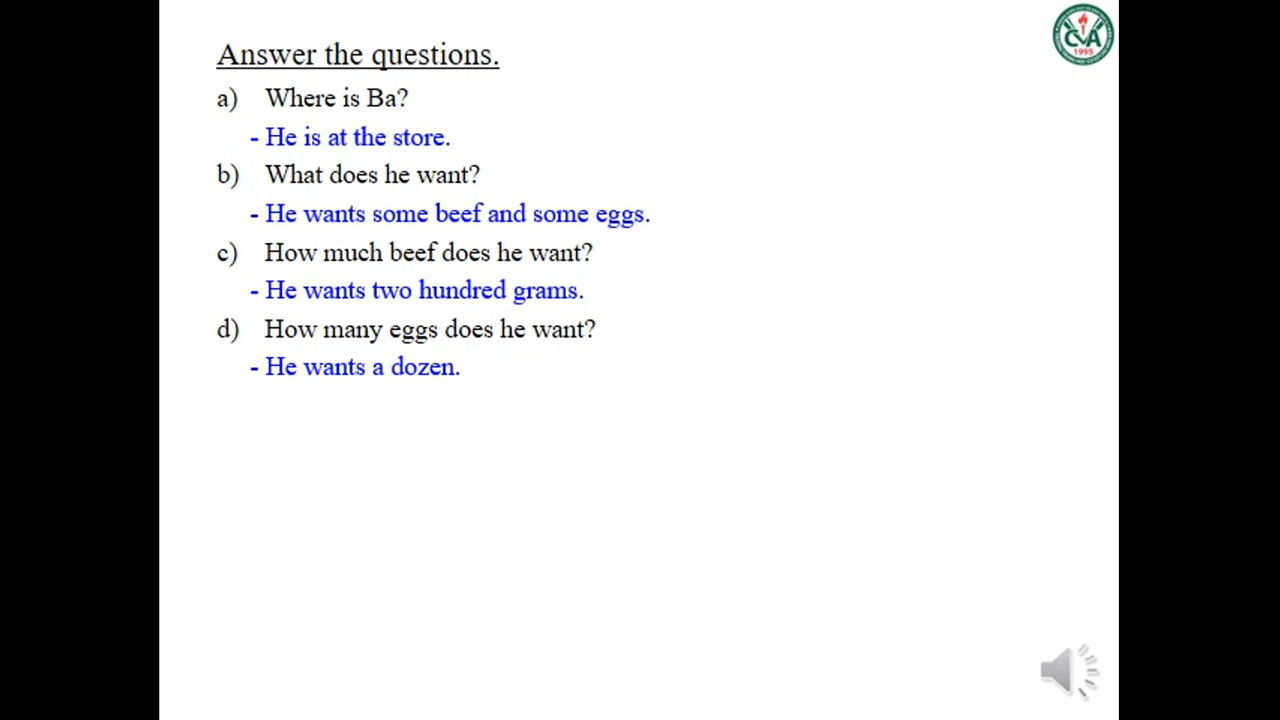 CVA
1995
Answer the questions.
a) Where is Ba?
- He is at the store.
b) What does he want?
- He wants some beef and some eggs.
c) How much beef does he want?
- He wants two hundred grams.
d) How many eggs does he want?
- He wants a dozen.